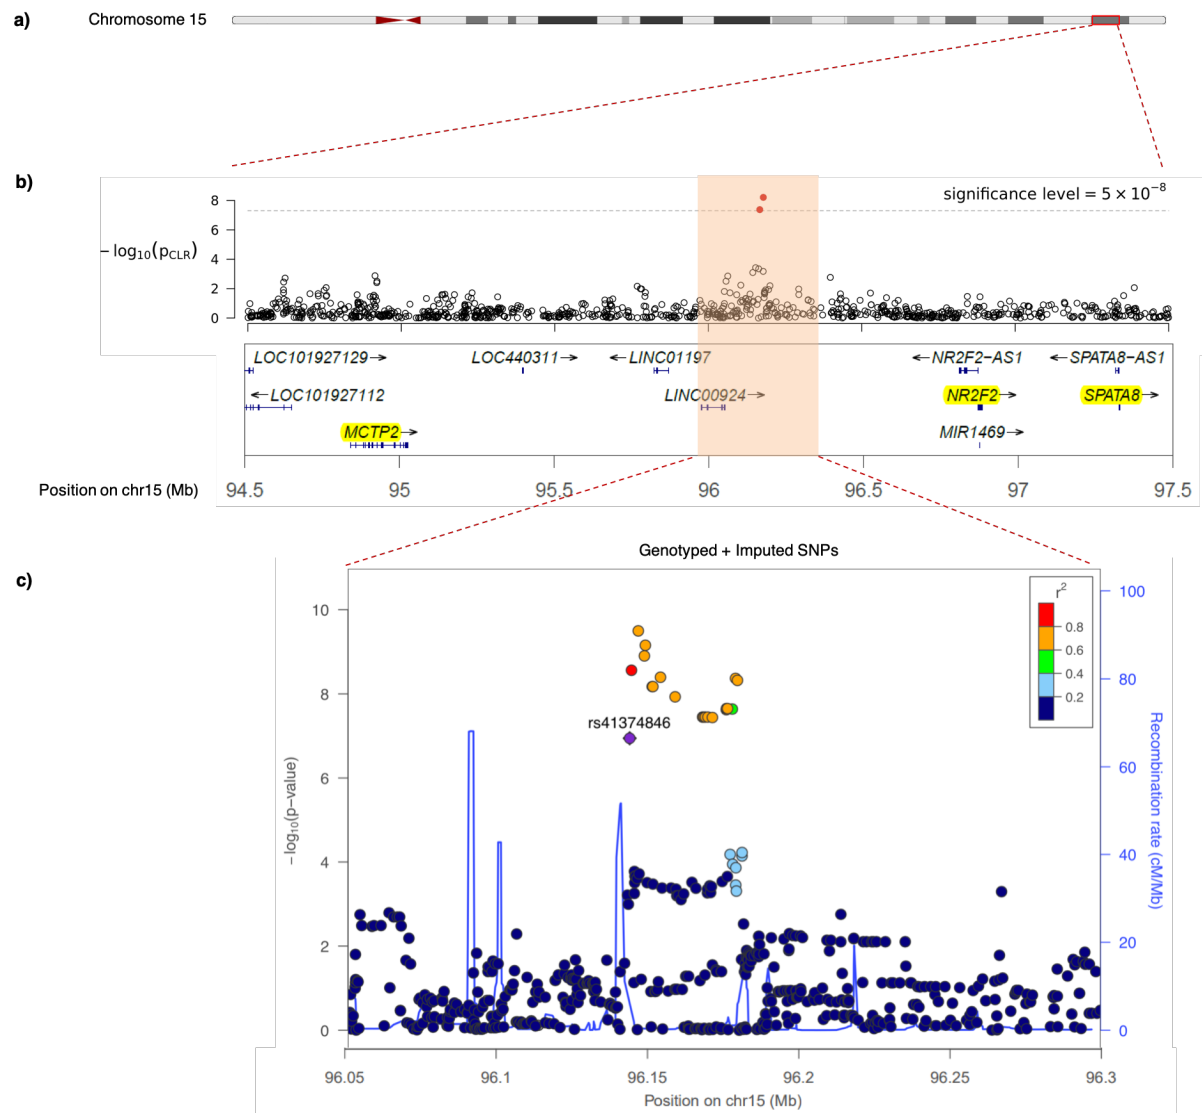 a) Chromosome 15
b)
significance level = 5 × 10⁻⁸
8
6
− log₁₀(p_CLR)
4
2
0
LOC101927129 LOC440311 LINC01197 NR2F2−AS1 SPATA8−AS1
LOC101927112 LINC00924 NR2F2 SPATA8
MCTP2 MIR1469
Position on chr15 (Mb) 94.5 95 95.5 96 96.5 97 97.5
Genotyped + Imputed SNPs
c)
r²
0.8
0.6
0.4
0.2
10
8
6
4
2
0
−log₁₀(p−value)
rs41374846
100
80
60
40
20
0
Recombination rate (cM/Mb)
96.05 96.1 96.15 96.2 96.25 96.3
Position on chr15 (Mb)